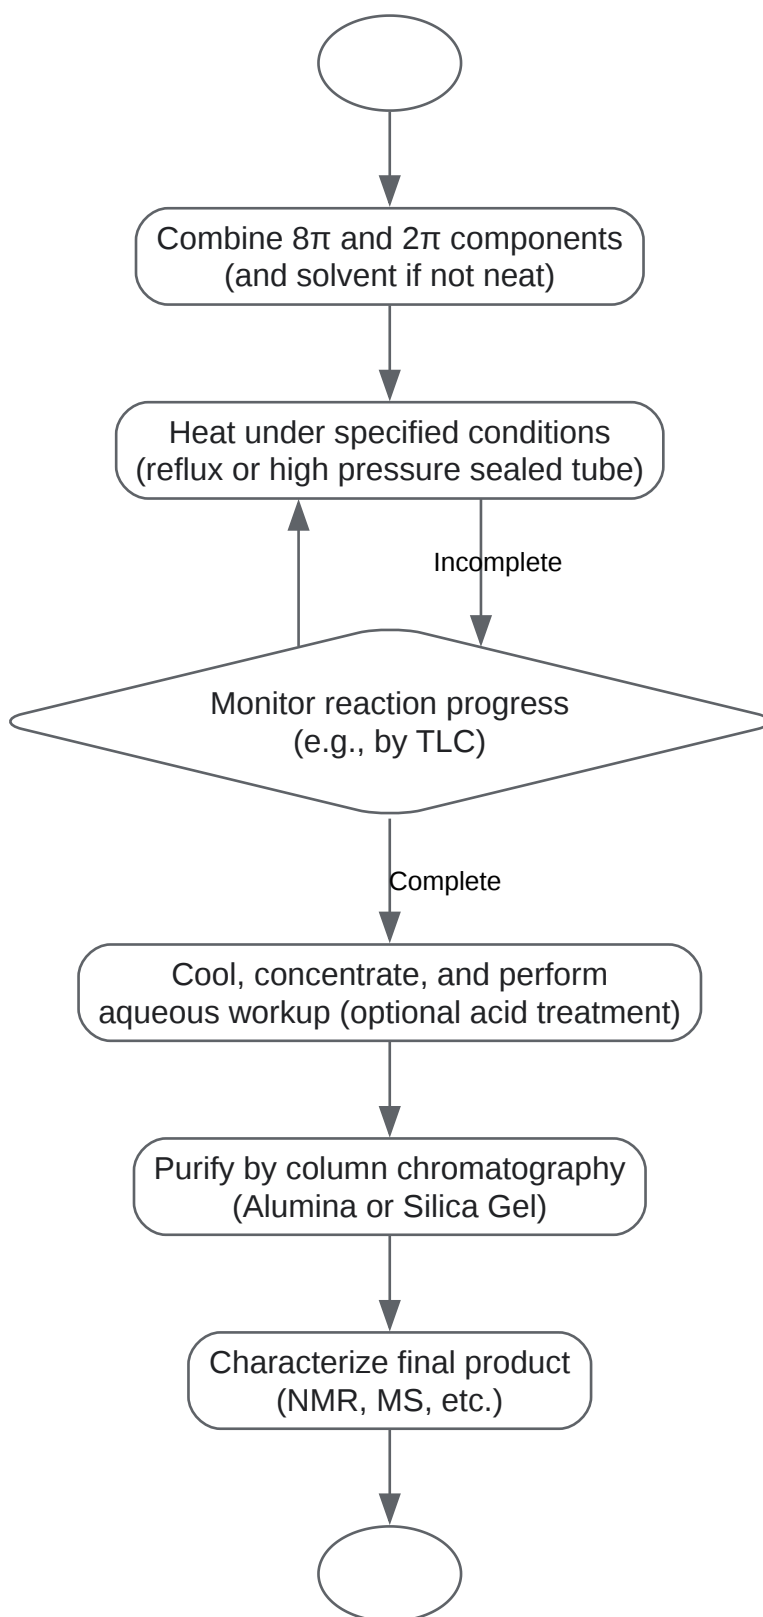 Combine 8π and 2π components
(and solvent if not neat)
Heat under specified conditions
(reflux or high pressure sealed tube)
Incomplete
Monitor reaction progress
(e.g., by TLC)
Complete
Cool, concentrate, and perform
aqueous workup (optional acid treatment)
Purify by column chromatography
(Alumina or Silica Gel)
Characterize final product
(NMR, MS, etc.)